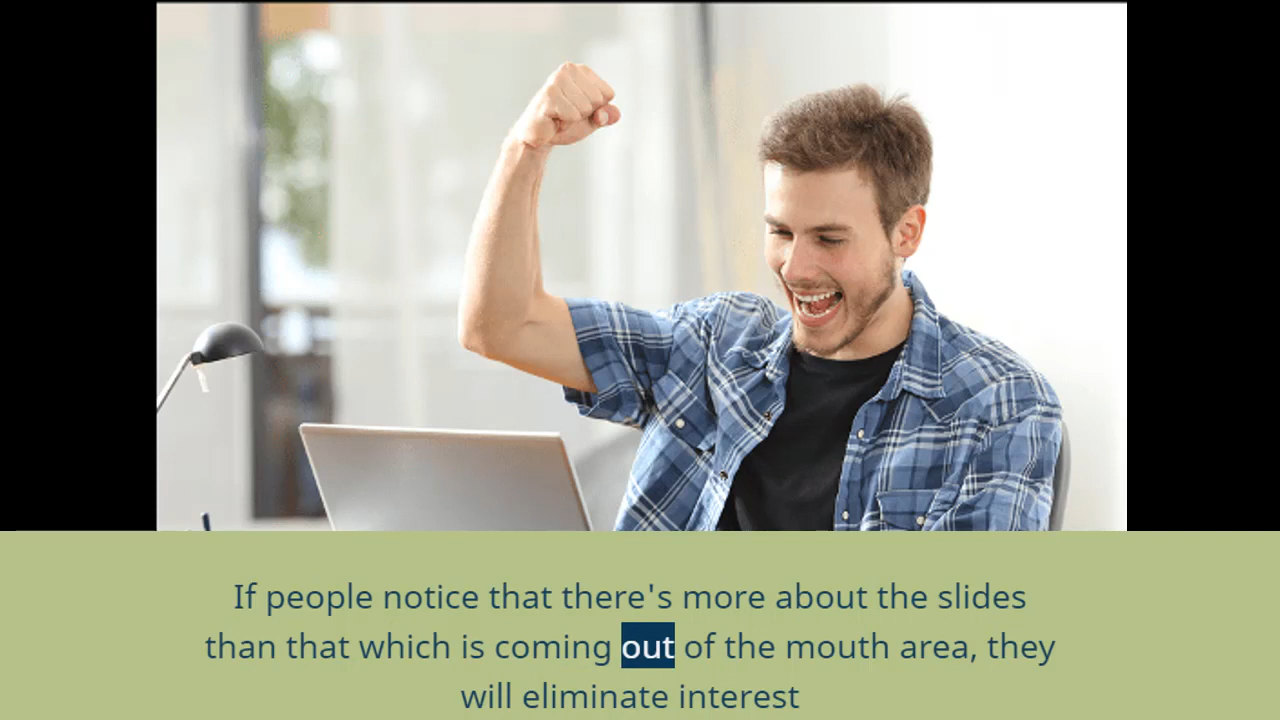 If people notice that there's more about the slides
than that which is coming out of the mouth area, they
will eliminate interest